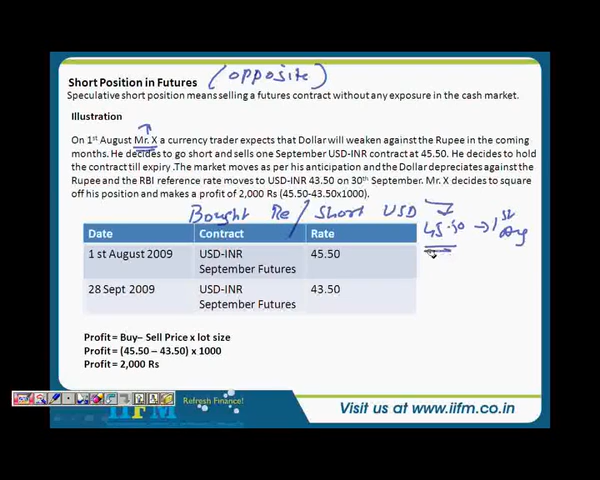 Short Position in Futures (opposite)
Speculative short position means selling a futures contract without any exposure in the cash market.
Illustration
On 1st August Mr. X a currency trader expects that Dollar will weaken against the Rupee in the coming
months. He decides to go short and sells one September USD-INR contract at 45.50. He decides to hold
the contract till expiry .The market moves as per his anticipation and the Dollar depreciates against the
Rupee and the RBI reference rate moves to USD-INR 43.50 on 30th September. Mr. X decides to square
off his position and makes a profit of 2,000 Rs (45.50-43.50x1000).
Bought Re / Short USD
45.50 → 1st Aug
Date Contract Rate
1 st August 2009 USD-INR September Futures 45.50
28 Sept 2009 USD-INR September Futures 43.50
Profit = Buy– Sell Price x lot size
Profit = (45.50 – 43.50) x 1000
Profit = 2,000 Rs
IIFM
Refresh Finance!
Visit us at www.iifm.co.in